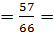 = 57/66 =